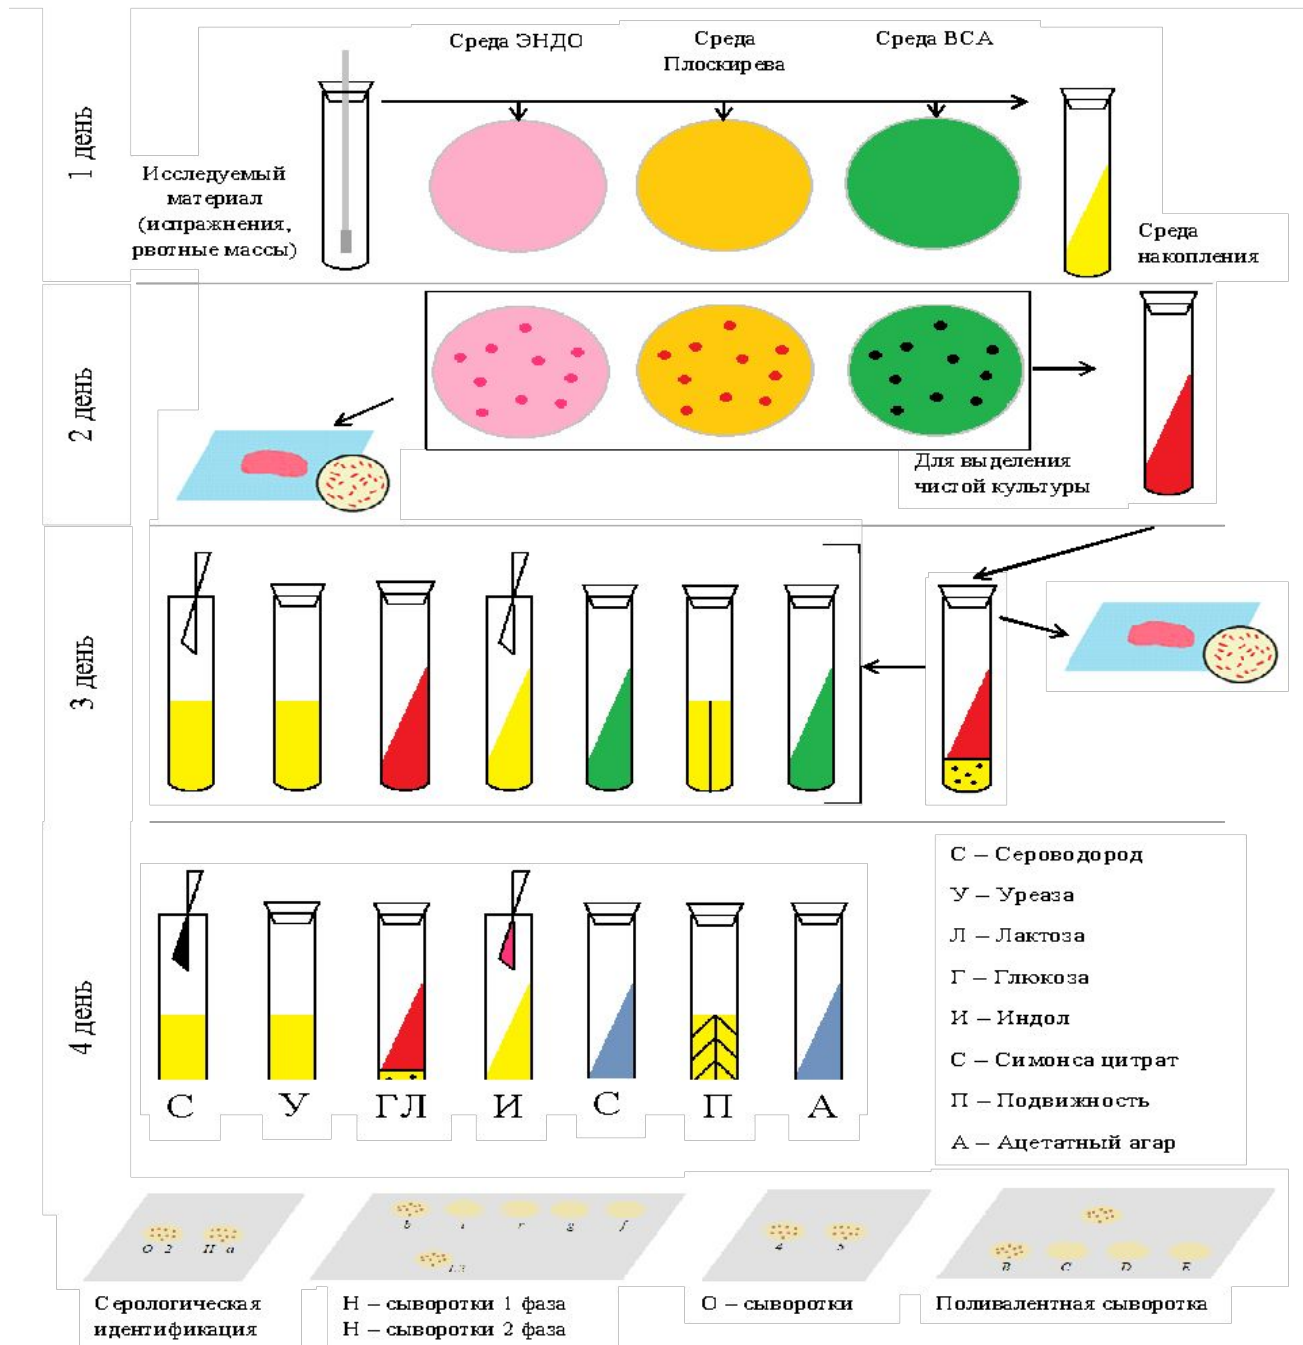 Среда ЭНДО
Среда
Плоскирева
Среда ВСА
1 день
Исследуемый
материал
(испражнения,
рвотные массы)
Среда
накопления
2 день
Для выделения
чистой культуры
3 день
4 день
С
У
ГЛ
И
С
П
А
С – Сероводород
У – Уреаза
Л – Лактоза
Г – Глюкоза
И – Индол
С – Симонса цитрат
П – Подвижность
А – Ацетатный агар
O 2 H a
b i r g f
1.2
4 5
B C D E
Серологическая
идентификация
Н – сыворотки 1 фаза
Н – сыворотки 2 фаза
О – сыворотки
Поливалентная сыворотка